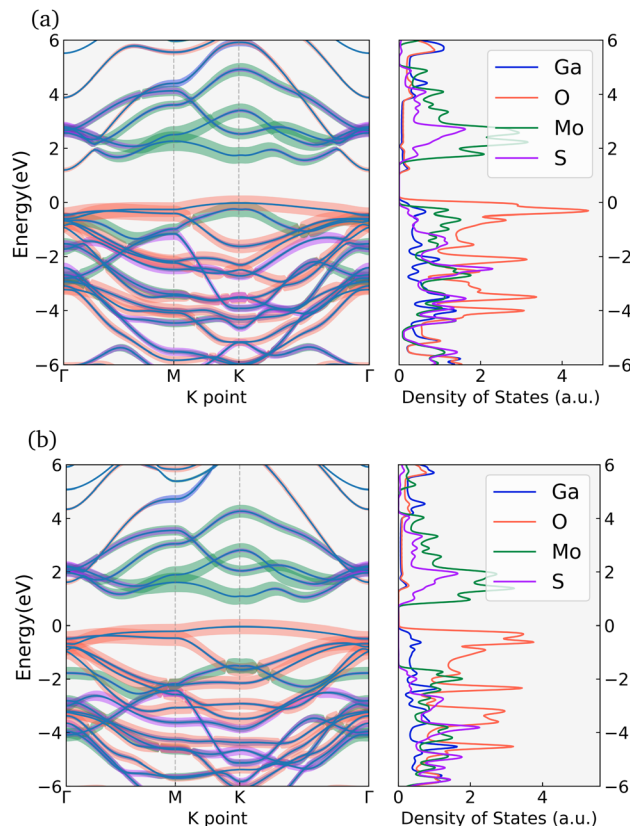 (a)
6
4
2
0
−2
−4
−6
Energy(eV)
Γ
M
K
Γ
K point
Ga
O
Mo
S
6
4
2
0
−2
−4
−6
0
2
4
Density of States (a.u.)
(b)
6
4
2
0
−2
−4
−6
Energy(eV)
Γ
M
K
Γ
K point
Ga
O
Mo
S
6
4
2
0
−2
−4
−6
0
2
4
Density of States (a.u.)